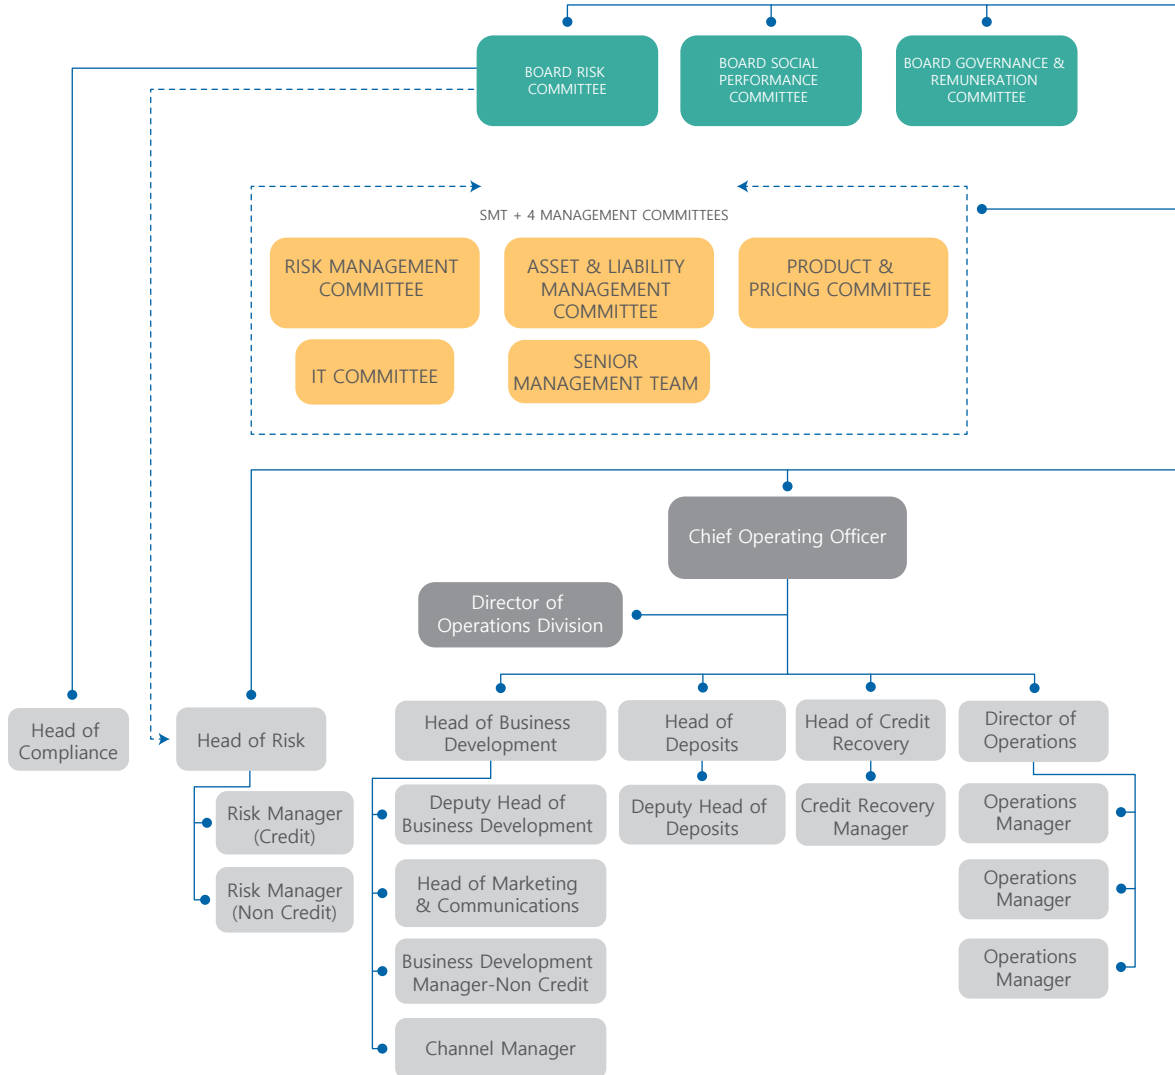 BOARD RISK
COMMITTEE
BOARD SOCIAL
PERFORMANCE
COMMITTEE
BOARD GOVERNANCE &
REMUNERATION
COMMITTEE
SMT + 4 MANAGEMENT COMMITTEES
RISK MANAGEMENT
COMMITTEE
ASSET & LIABILITY
MANAGEMENT
COMMITTEE
PRODUCT &
PRICING COMMITTEE
IT COMMITTEE
SENIOR
MANAGEMENT TEAM
Chief Operating Officer
Director of
Operations Division
Head of
Compliance
Head of Risk
Head of Business
Development
Head of
Deposits
Head of Credit
Recovery
Director of
Operations
Risk Manager
(Credit)
Deputy Head of
Business Development
Deputy Head of
Deposits
Credit Recovery
Manager
Operations
Manager
Risk Manager
(Non Credit)
Head of Marketing
& Communications
Operations
Manager
Business Development
Manager-Non Credit
Operations
Manager
Channel Manager